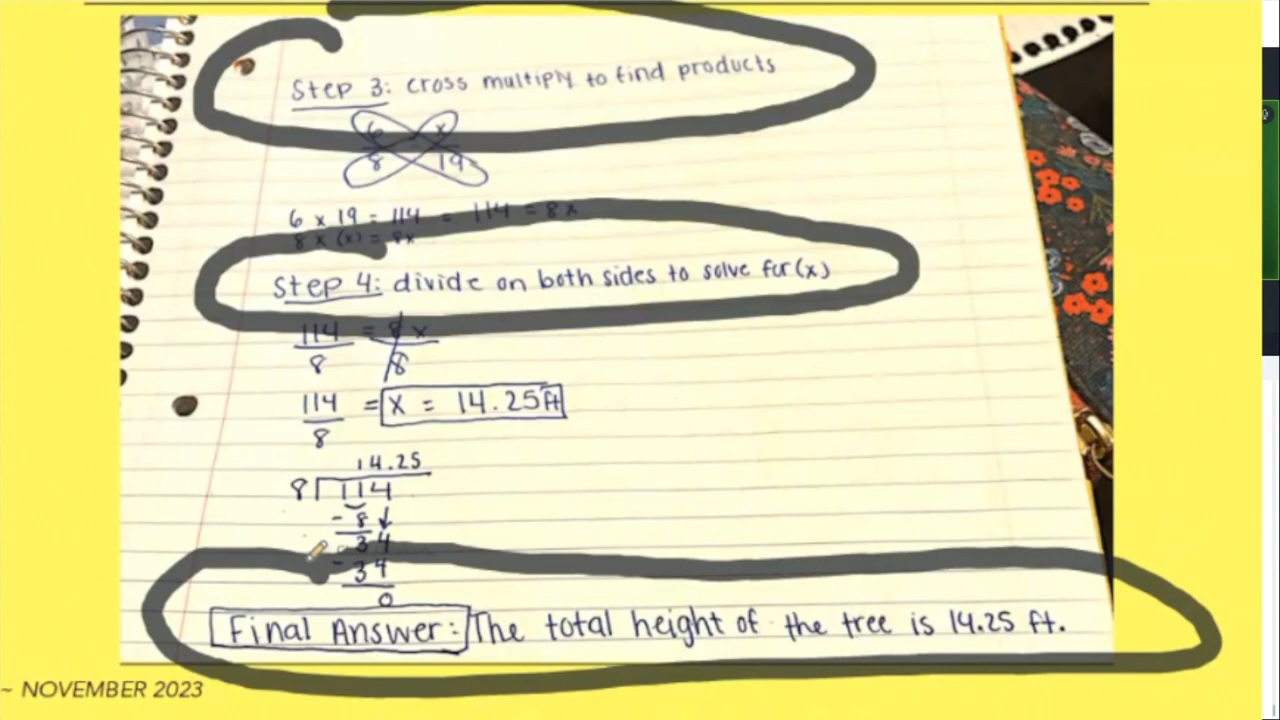 Step 3: cross multiply to find products
6 x
8 19
6 x 19 = 114 = 114 = 8x
8 x (x) = 8x
Step 4: divide on both sides to solve for (x)
114 = 8x
8 8
114 = x = 14.25ft
8
14.25
8 114
- 8
34
- 34
0
Final Answer: The total height of the tree is 14.25 ft.
~ NOVEMBER 2023